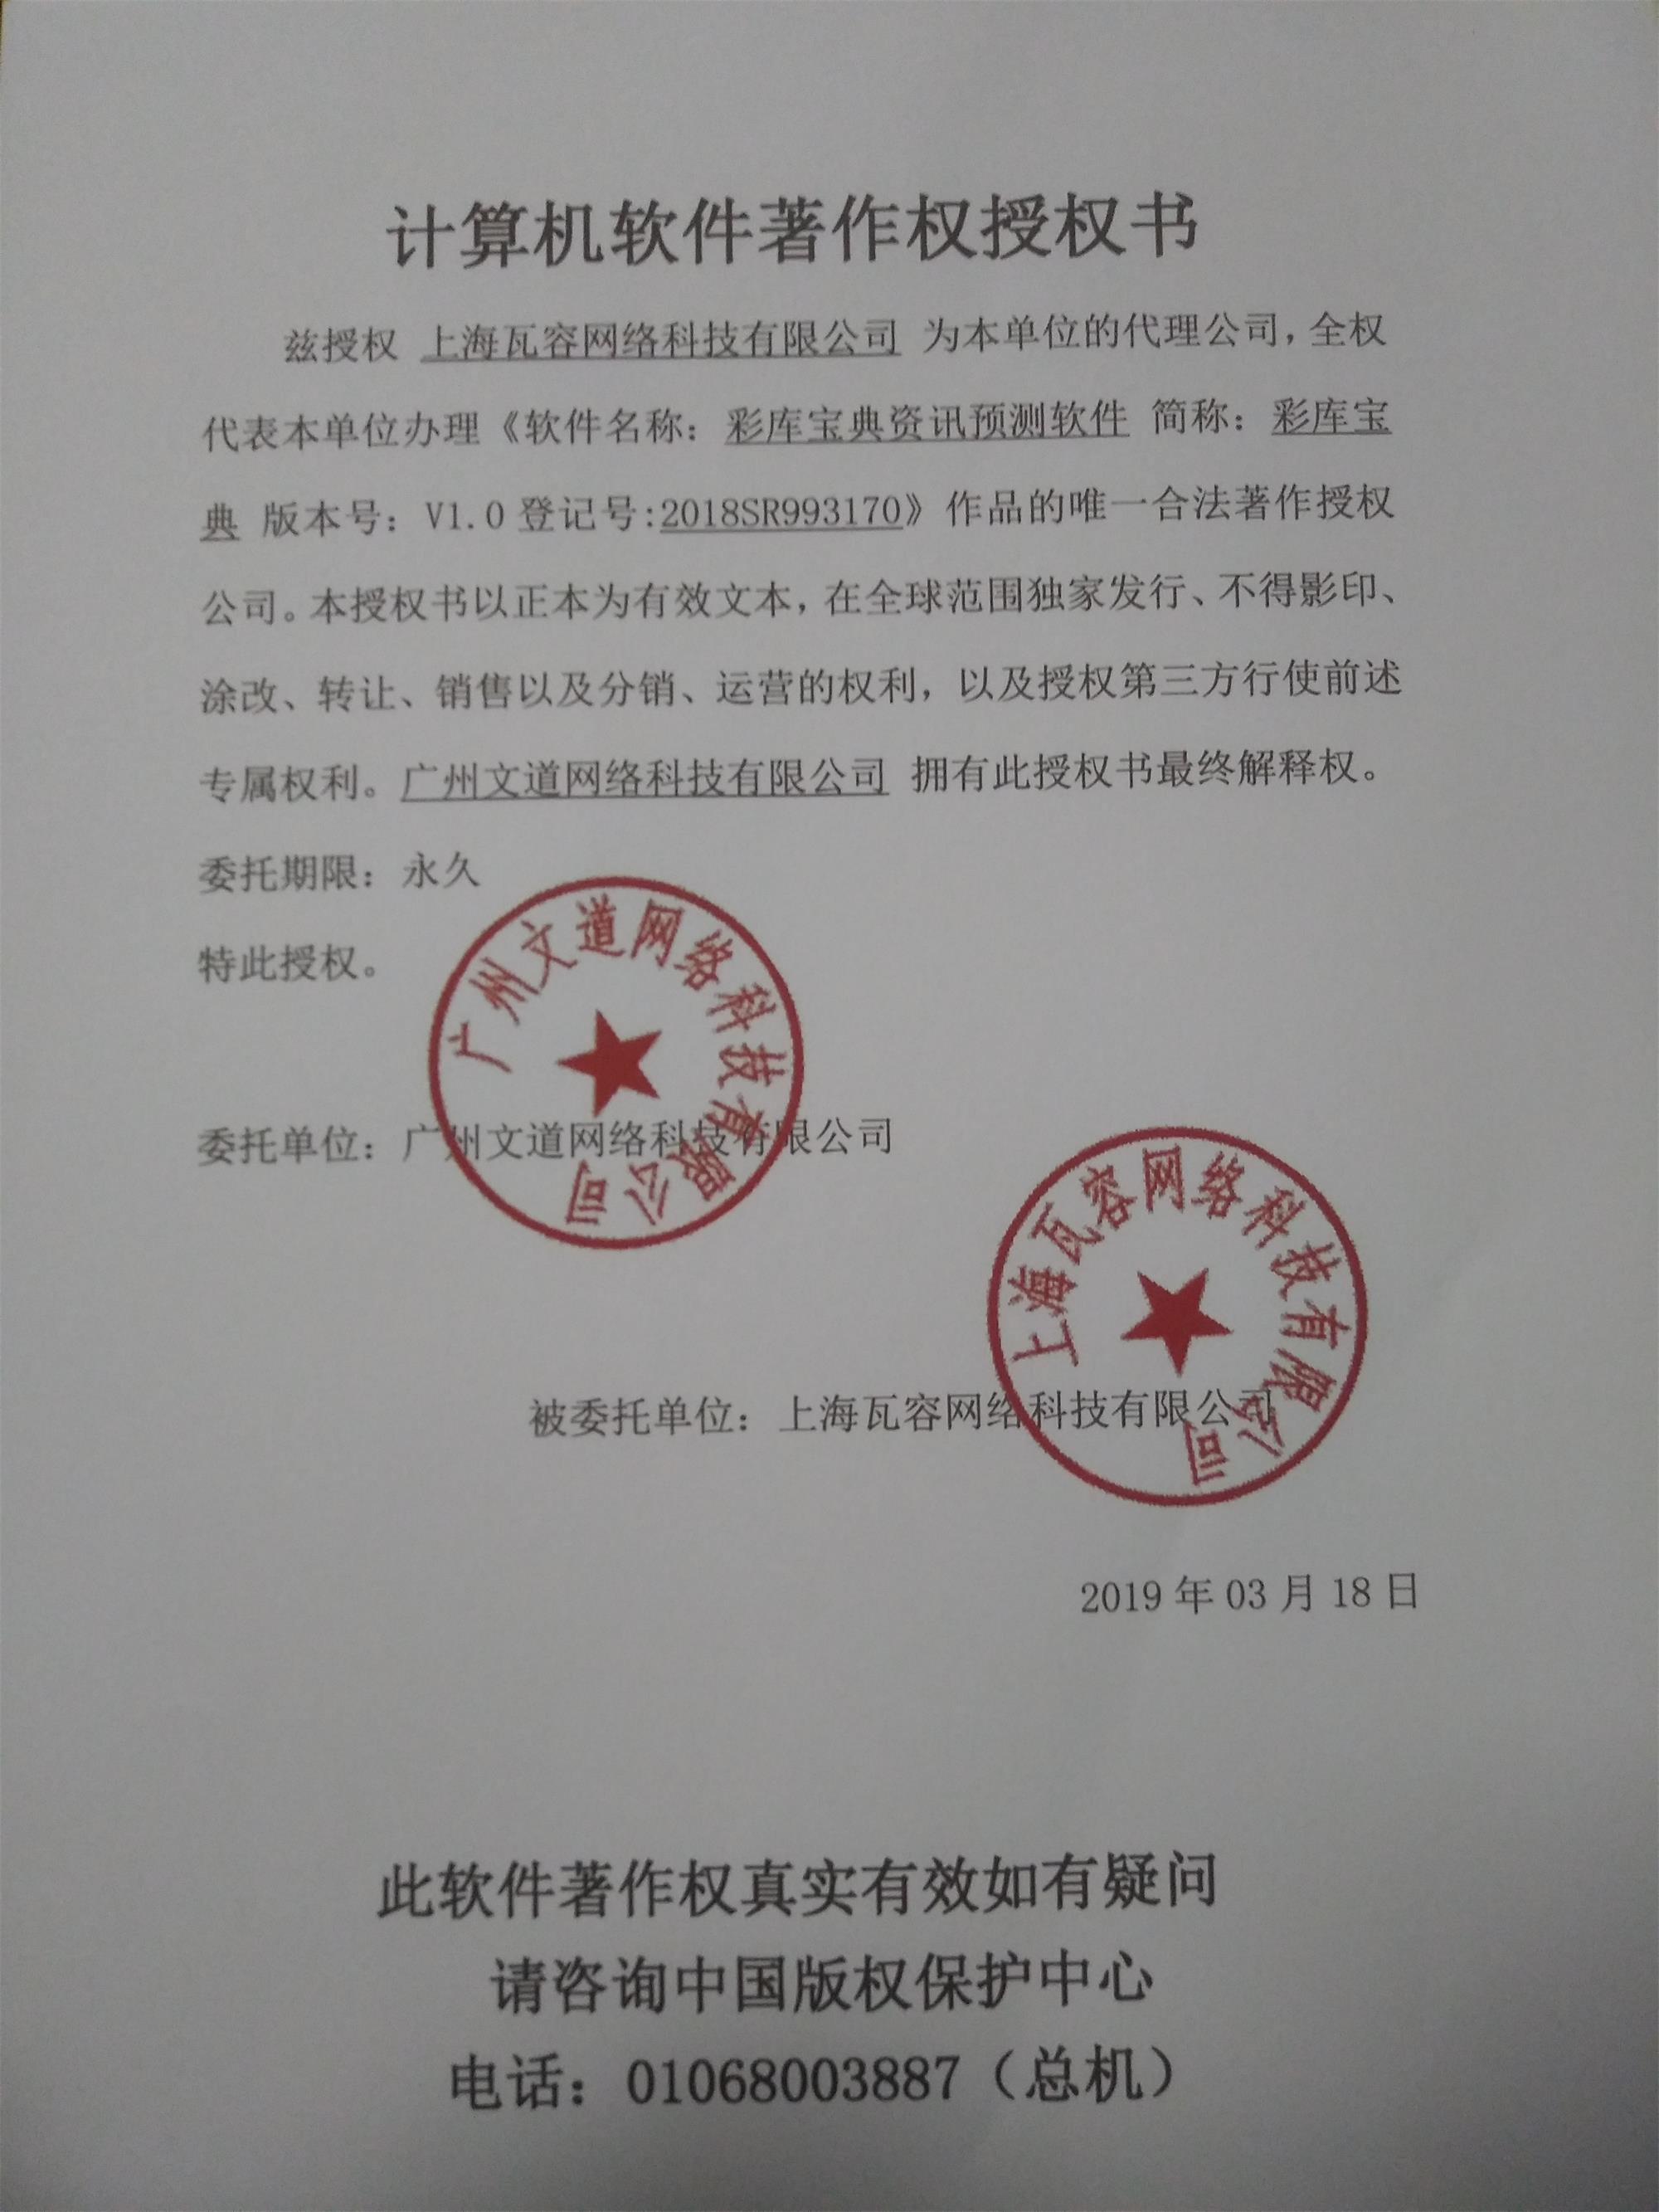 计算机软件著作权授权书
兹授权 上海瓦容网络科技有限公司 为本单位的代理公司，全权
代表本单位办理《软件名称：彩库宝典资讯预测软件 简称：彩库宝
典 版本号：V1.0 登记号:2018SR993170》作品的唯一合法著作授权
公司。本授权书以正本为有效文本，在全球范围独家发行、不得影印、
涂改、转让、销售以及分销、运营的权利，以及授权第三方行使前述
专属权利。广州文道网络科技有限公司 拥有此授权书最终解释权。
委托期限：永久
特此授权。
广州文道网络科技有限公司
委托单位：广州文道网络科技有限公司
上海瓦容网络科技有限公司
被委托单位：上海瓦容网络科技有限公司
2019 年 03 月 18 日
此软件著作权真实有效如有疑问
请咨询中国版权保护中心
电话：01068003887（总机）